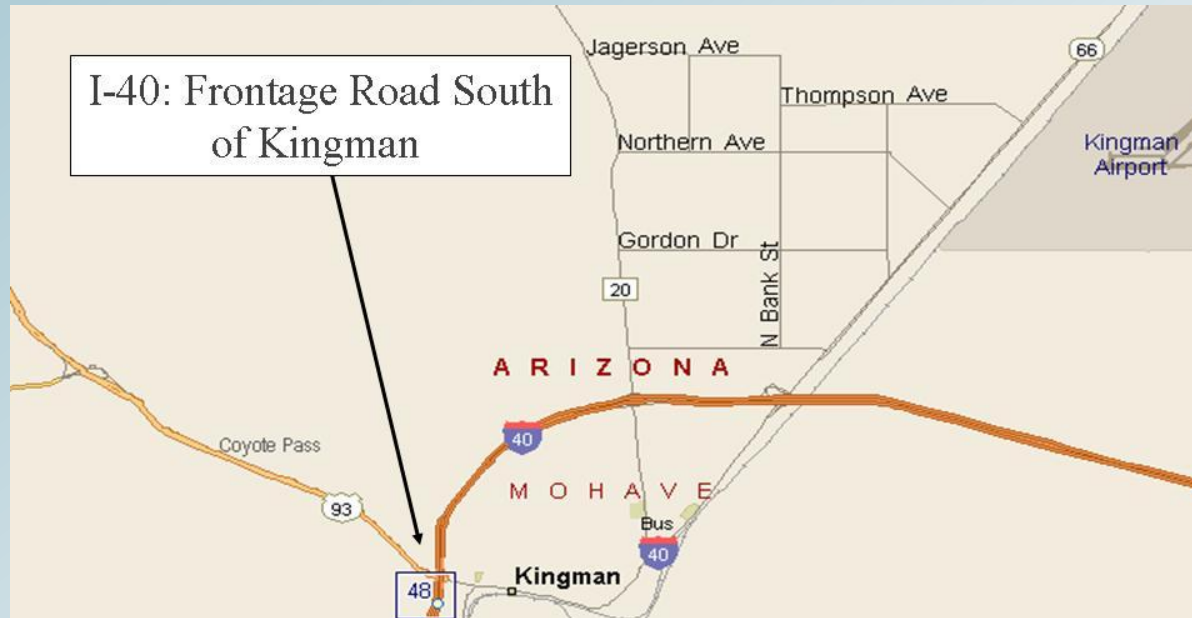 Jagerson Ave
66
I-40: Frontage Road South
of Kingman
Thompson Ave
Northern Ave
Kingman
Airport
Gordon Dr
N Bank St
20
ARIZONA
40
Coyote Pass
MOHAVE
93
Bus
40
48
Kingman